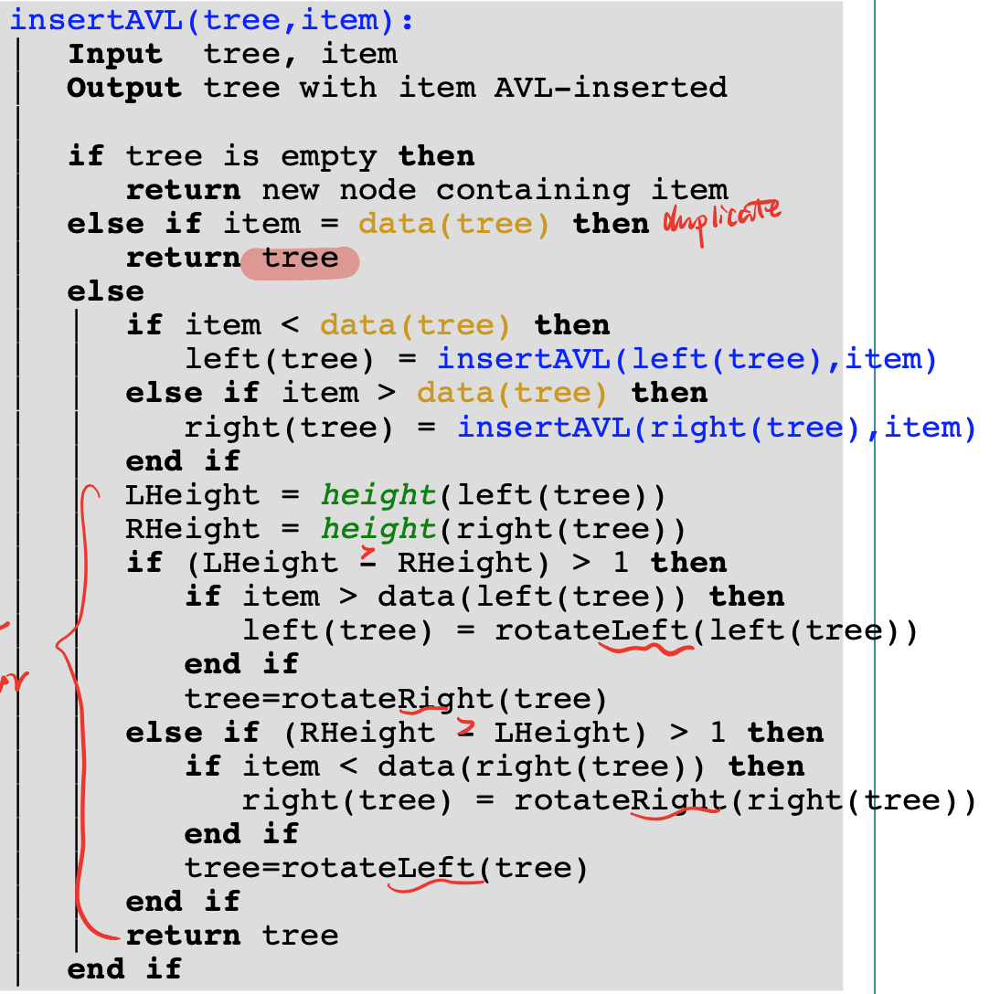 insertAVL(tree,item):
Input tree, item
Output tree with item AVL-inserted
if tree is empty then
return new node containing item
else if item = data(tree) then duplicate
return tree
else
if item < data(tree) then
left(tree) = insertAVL(left(tree),item)
else if item > data(tree) then
right(tree) = insertAVL(right(tree),item)
end if
LHeight = height(left(tree))
RHeight = height(right(tree))
if (LHeight - RHeight) > 1 then
if item > data(left(tree)) then
left(tree) = rotateLeft(left(tree))
end if
tree=rotateRight(tree)
else if (RHeight - LHeight) > 1 then
if item < data(right(tree)) then
right(tree) = rotateRight(right(tree))
end if
tree=rotateLeft(tree)
end if
return tree
end if